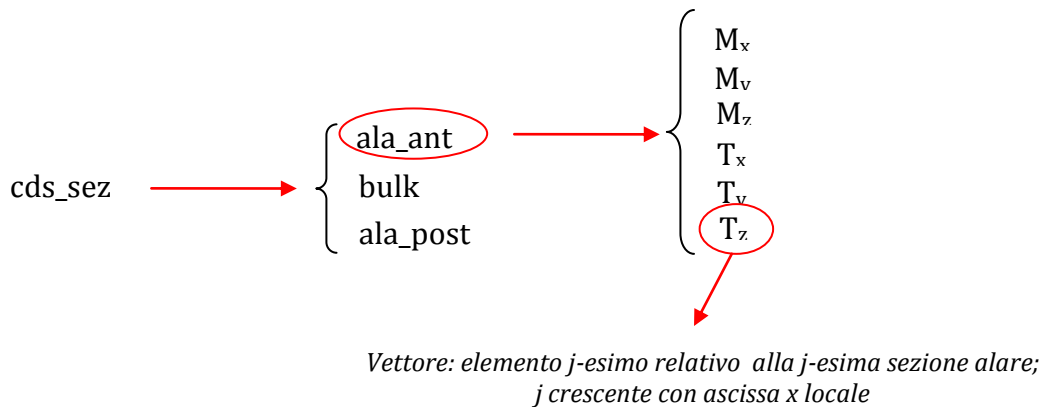 cds_sez
ala_ant
bulk
ala_post
Mx
My
Mz
Tx
Ty
Tz
Vettore: elemento j-esimo relativo alla j-esima sezione alare;
j crescente con ascissa x locale